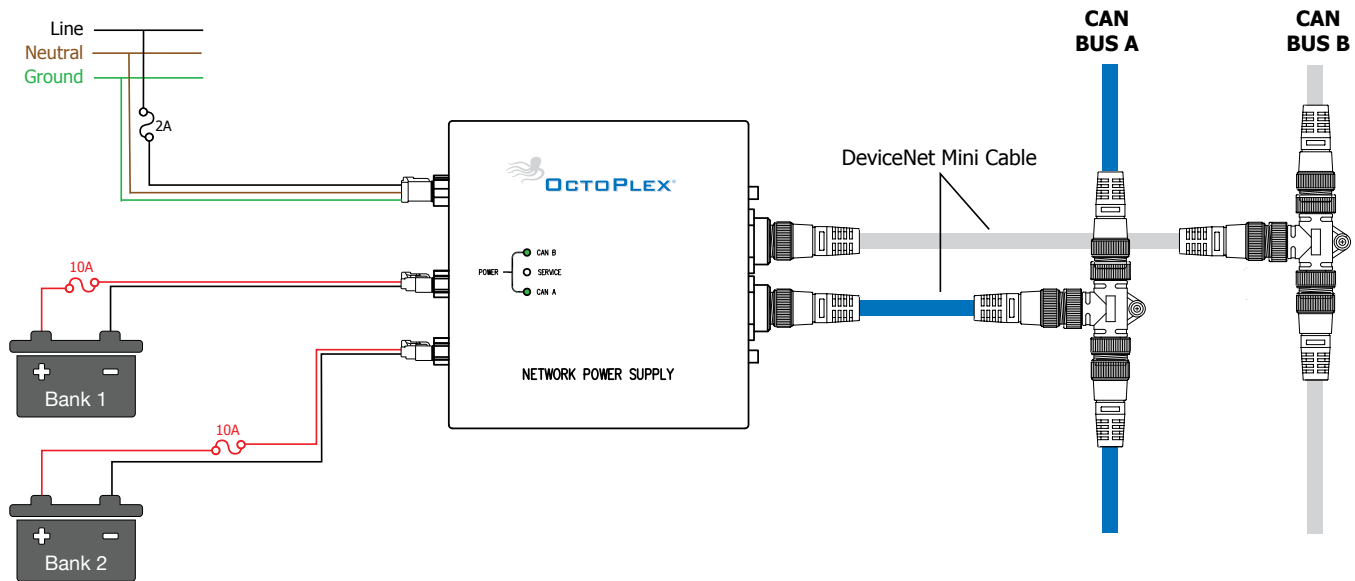 Line
Neutral
Ground
2A
CAN
BUS A
CAN
BUS B
DeviceNet Mini Cable
OCTOPLEX®
POWER
CAN B
SERVICE
CAN A
NETWORK POWER SUPPLY
10A
+ −
Bank 1
10A
+ −
Bank 2